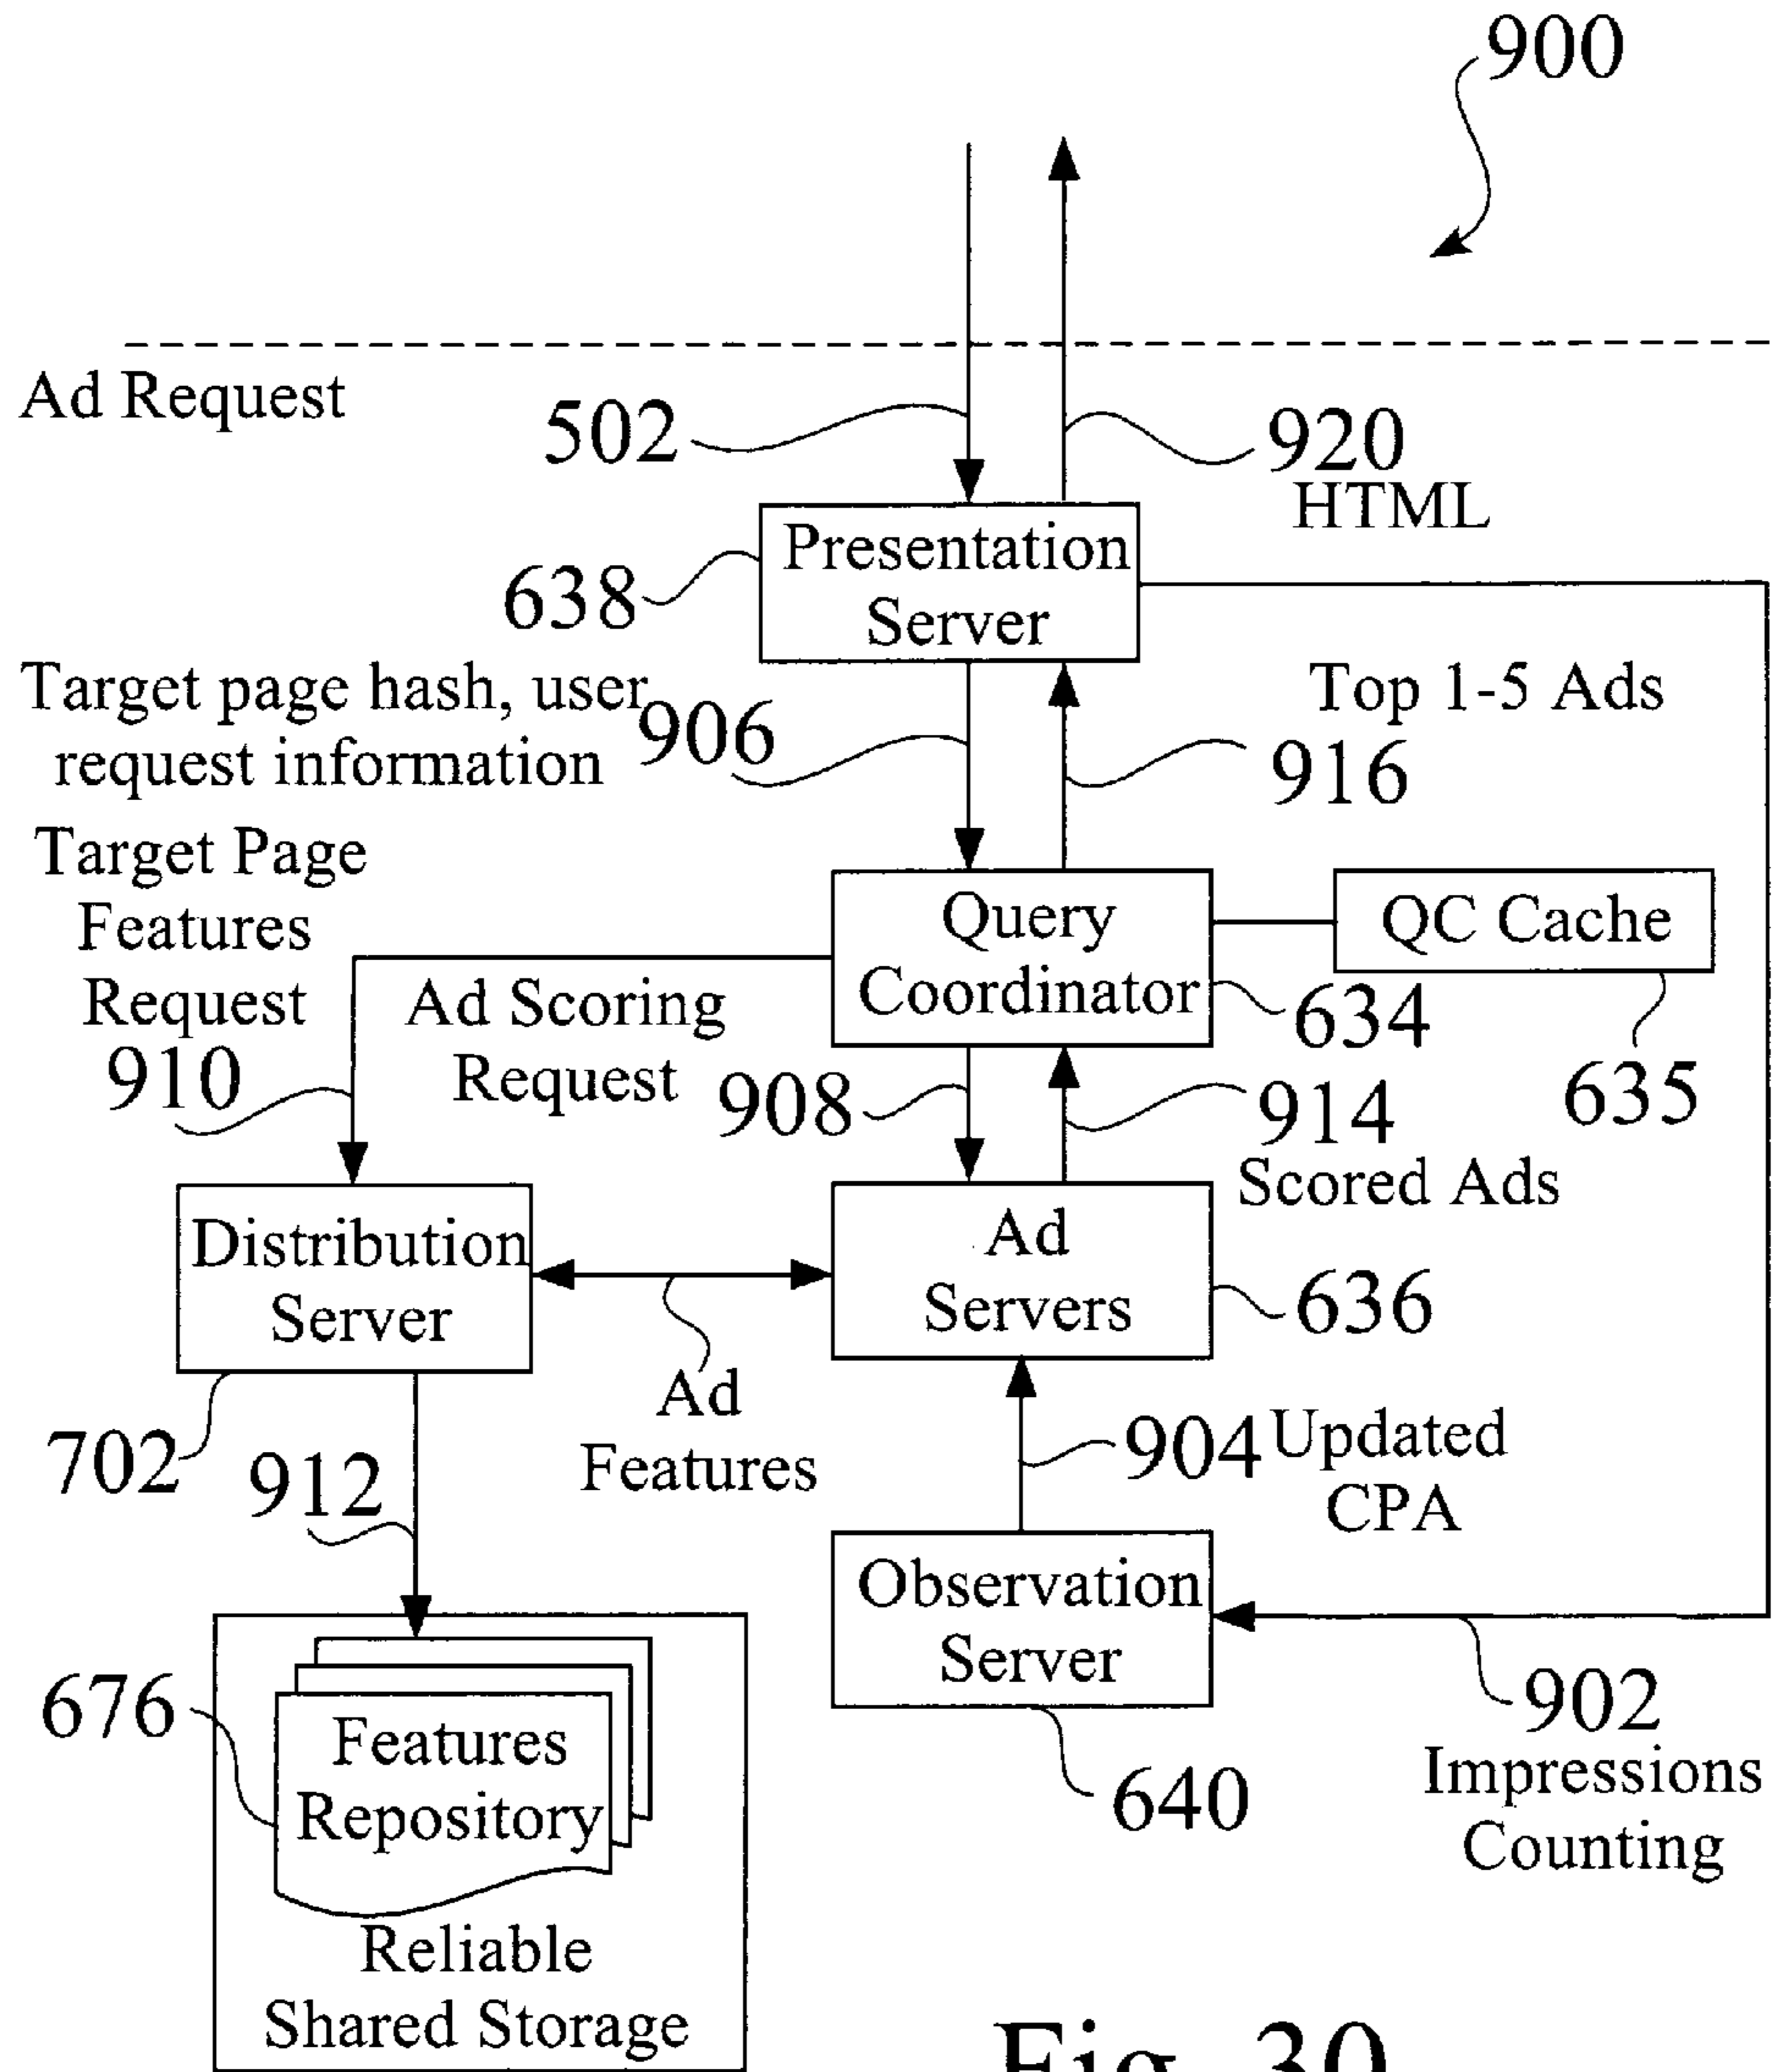 900
Ad Request
502
920
HTML
Presentation
Server
638
Target page hash, user
request information
906
Top 1-5 Ads
916
Target Page
Features
Request
910
Query
Coordinator
QC Cache
634
635
Ad Scoring
Request
908
914
Scored Ads
Distribution
Server
Ad
Servers
636
702
Ad
Features
912
904
Updated
CPA
Observation
Server
902
Impressions
Counting
640
676
Features
Repository
Reliable
Shared Storage
Fig. 30